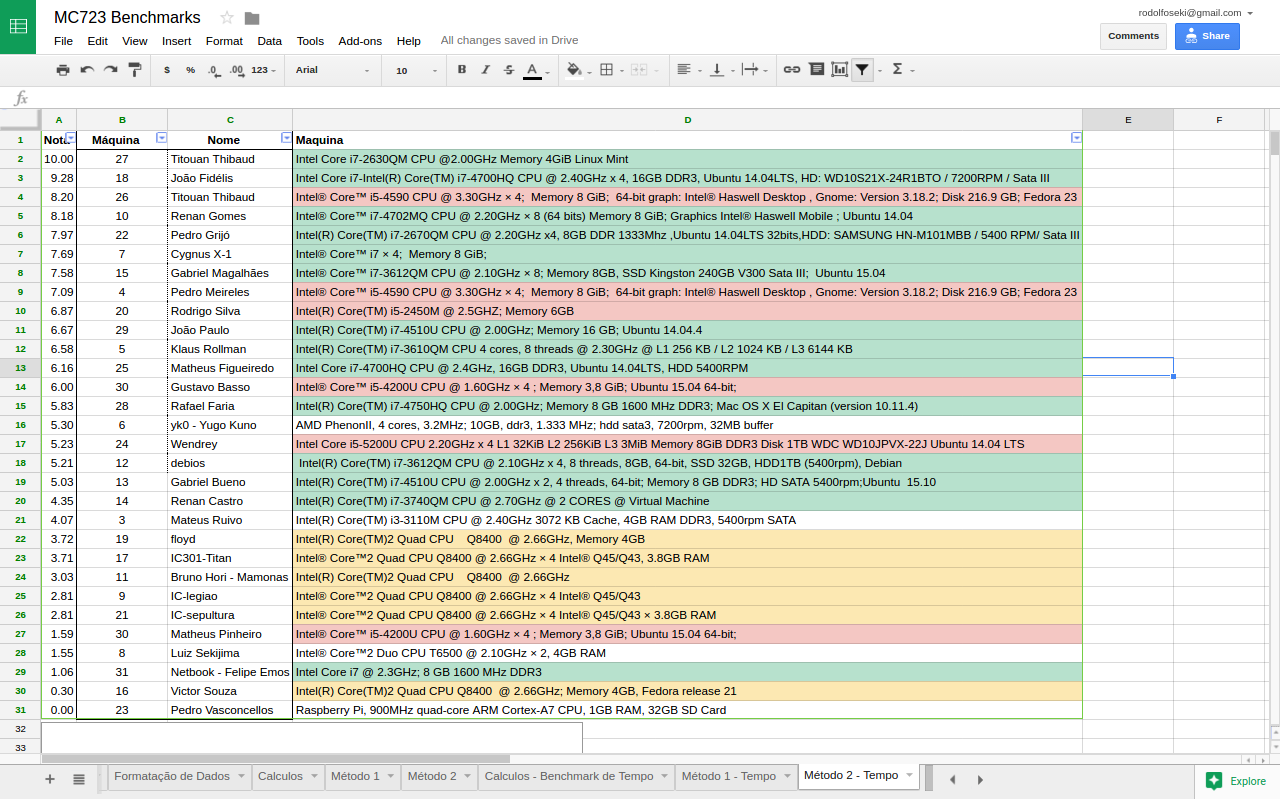 MC723 Benchmarks
rodolfoseki@gmail.com
File Edit View Insert Format Data Tools Add-ons Help All changes saved in Drive
Comments Share
$ % .0 .00 123 Arial 10 B I S A Σ
fx
A B C D E F
1 Nota Máquina Nome Maquina
2 10.00 27 Titouan Thibaud Intel Core i7-2630QM CPU @2.00GHz Memory 4GiB Linux Mint
3 9.28 18 João Fidélis Intel Core i7-Intel(R) Core(TM) i7-4700HQ CPU @ 2.40GHz x 4, 16GB DDR3, Ubuntu 14.04LTS, HD: WD10S21X-24R1BTO / 7200RPM / Sata III
4 8.20 26 Titouan Thibaud Intel® Core™ i5-4590 CPU @ 3.30GHz × 4;  Memory 8 GiB;  64-bit graph: Intel® Haswell Desktop , Gnome: Version 3.18.2; Disk 216.9 GB; Fedora 23
5 8.18 10 Renan Gomes Intel® Core™ i7-4702MQ CPU @ 2.20GHz × 8 (64 bits) Memory 8 GiB; Graphics Intel® Haswell Mobile ; Ubuntu 14.04
6 7.97 22 Pedro Grijó Intel(R) Core(TM) i7-2670QM CPU @ 2.20GHz x4, 8GB DDR 1333Mhz ,Ubuntu 14.04LTS 32bits,HDD: SAMSUNG HN-M101MBB / 5400 RPM/ Sata III
7 7.69 7 Cygnus X-1 Intel® Core™ i7 × 4;  Memory 8 GiB;
8 7.58 15 Gabriel Magalhães Intel® Core™ i7-3612QM CPU @ 2.10GHz × 8; Memory 8GB, SSD Kingston 240GB V300 Sata III;  Ubuntu 15.04
9 7.09 4 Pedro Meireles Intel® Core™ i5-4590 CPU @ 3.30GHz × 4;  Memory 8 GiB;  64-bit graph: Intel® Haswell Desktop , Gnome: Version 3.18.2; Disk 216.9 GB; Fedora 23
10 6.87 20 Rodrigo Silva Intel(R) Core(TM) i5-2450M @ 2.5GHZ; Memory 6GB
11 6.67 29 João Paulo Intel(R) Core(TM) i7-4510U CPU @ 2.00GHz; Memory 16 GB; Ubuntu 14.04.4
12 6.58 5 Klaus Rollman Intel(R) Core(TM) i7-3610QM CPU 4 cores, 8 threads @ 2.30GHz @ L1 256 KB / L2 1024 KB / L3 6144 KB
13 6.16 25 Matheus Figueiredo Intel Core i7-4700HQ CPU @ 2.4GHz, 16GB DDR3, Ubuntu 14.04LTS, HDD 5400RPM
14 6.00 30 Gustavo Basso Intel® Core™ i5-4200U CPU @ 1.60GHz × 4 ; Memory 3,8 GiB; Ubuntu 15.04 64-bit;
15 5.83 28 Rafael Faria Intel(R) Core(TM) i7-4750HQ CPU @ 2.00GHz; Memory 8 GB 1600 MHz DDR3; Mac OS X El Capitan (version 10.11.4)
16 5.30 6 yk0 - Yugo Kuno AMD PhenonII, 4 cores, 3.2MHz; 10GB, ddr3, 1.333 MHz; hdd sata3, 7200rpm, 32MB buffer
17 5.23 24 Wendrey Intel Core i5-5200U CPU 2.20GHz x 4 L1 32KiB L2 256KiB L3 3MiB Memory 8GiB DDR3 Disk 1TB WDC WD10JPVX-22J Ubuntu 14.04 LTS
18 5.21 12 debios Intel(R) Core(TM) i7-3612QM CPU @ 2.10GHz x 4, 8 threads, 8GB, 64-bit, SSD 32GB, HDD1TB (5400rpm), Debian
19 5.03 13 Gabriel Bueno Intel(R) Core(TM) i7-4510U CPU @ 2.00GHz x 2, 4 threads, 64-bit; Memory 8 GB DDR3; HD SATA 5400rpm;Ubuntu  15.10
20 4.35 14 Renan Castro Intel(R) Core(TM) i7-3740QM CPU @ 2.70GHz @ 2 CORES @ Virtual Machine
21 4.07 3 Mateus Ruivo Intel(R) Core(TM) i3-3110M CPU @ 2.40GHz 3072 KB Cache, 4GB RAM DDR3, 5400rpm SATA
22 3.72 19 floyd Intel(R) Core(TM)2 Quad CPU    Q8400  @ 2.66GHz, Memory 4GB
23 3.71 17 IC301-Titan Intel® Core™2 Quad CPU Q8400 @ 2.66GHz × 4 Intel® Q45/Q43, 3.8GB RAM
24 3.03 11 Bruno Hori - Mamonas Intel(R) Core(TM)2 Quad CPU    Q8400  @ 2.66GHz
25 2.81 9 IC-legiao Intel® Core™2 Quad CPU Q8400 @ 2.66GHz × 4 Intel® Q45/Q43
26 2.81 21 IC-sepultura Intel® Core™2 Quad CPU Q8400 @ 2.66GHz × 4 Intel® Q45/Q43 × 3.8GB RAM
27 1.59 30 Matheus Pinheiro Intel® Core™ i5-4200U CPU @ 1.60GHz × 4 ; Memory 3,8 GiB; Ubuntu 15.04 64-bit;
28 1.55 8 Luiz Sekijima Intel® Core™2 Duo CPU T6500 @ 2.10GHz × 2, 4GB RAM
29 1.06 31 Netbook - Felipe Emos Intel Core i7 @ 2.3GHz; 8 GB 1600 MHz DDR3
30 0.30 16 Victor Souza Intel(R) Core(TM)2 Quad CPU Q8400  @ 2.66GHz; Memory 4GB, Fedora release 21
31 0.00 23 Pedro Vasconcellos Raspberry Pi, 900MHz quad-core ARM Cortex-A7 CPU, 1GB RAM, 32GB SD Card
32
33
Formatação de Dados Calculos Método 1 Método 2 Calculos - Benchmark de Tempo Método 1 - Tempo Método 2 - Tempo Explore